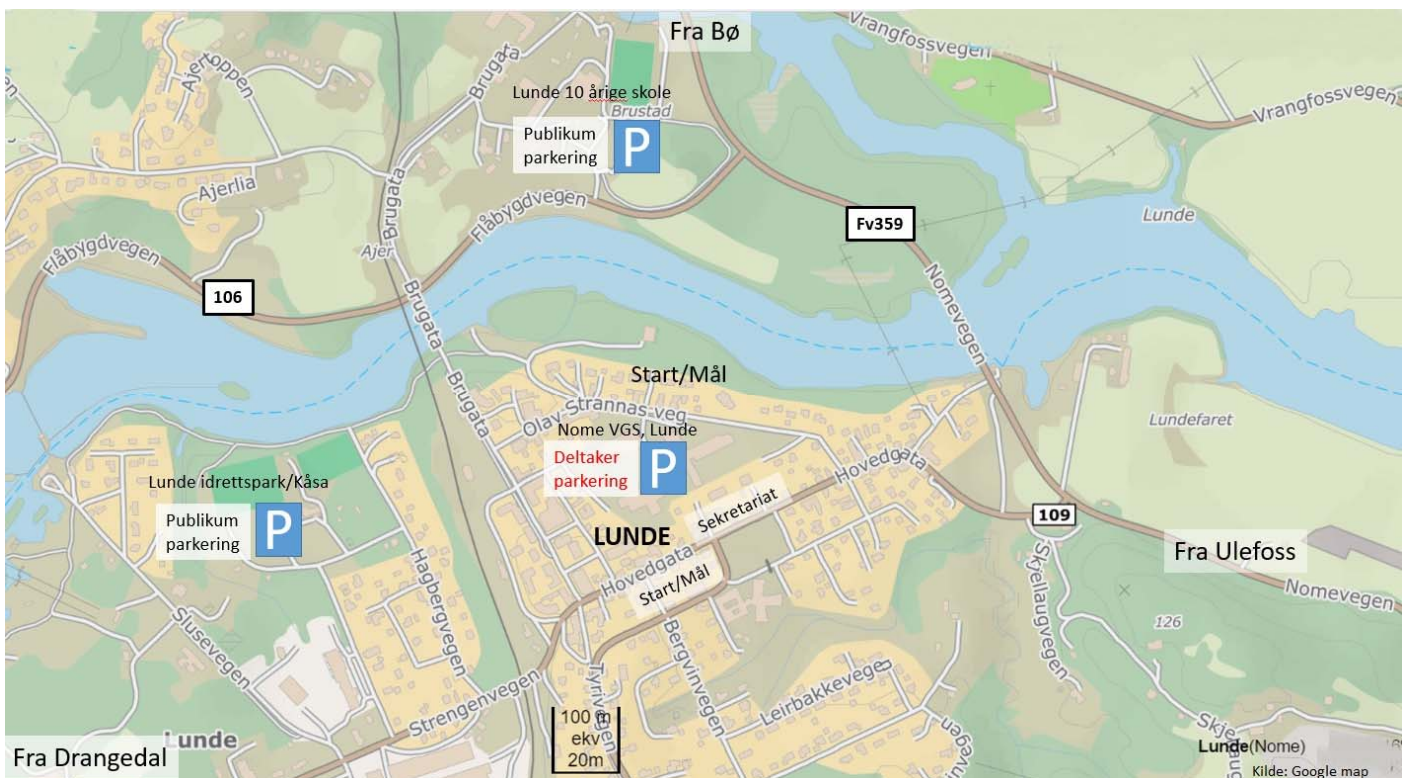 Fra Bø
Vrangfossvegen
Vrangfossvegen
Ajertoppen
Brugata
Lunde 10 årige skole
Brustad
Publikum
parkering
P
Ajerlia
Brugata
Flåbygdvegen
Flåbygdvegen
Fv359
Lunde
Ajer
106
Brugata
Nomevegen
Brugata
Start/Mål
Olav Strannas veg
Nome VGS, Lunde
Deltaker
parkering
P
Hovedgata
Lundefaret
Lunde idrettspark/Kåsa
Publikum
parkering
P
Sekretariat
109
LUNDE
Hovedgata
Start/Mål
Fra Ulefoss
Skjelaugvegen
Nomevegen
Hagbergvegen
Slusevegen
126
Bergvinvegen
Tyrivegen
Leirbakkevegen
Strengenvegen
100 m
ekv
20m
Fra Drangedal
Lunde
Lunde(Nome)
Kilde: Google map